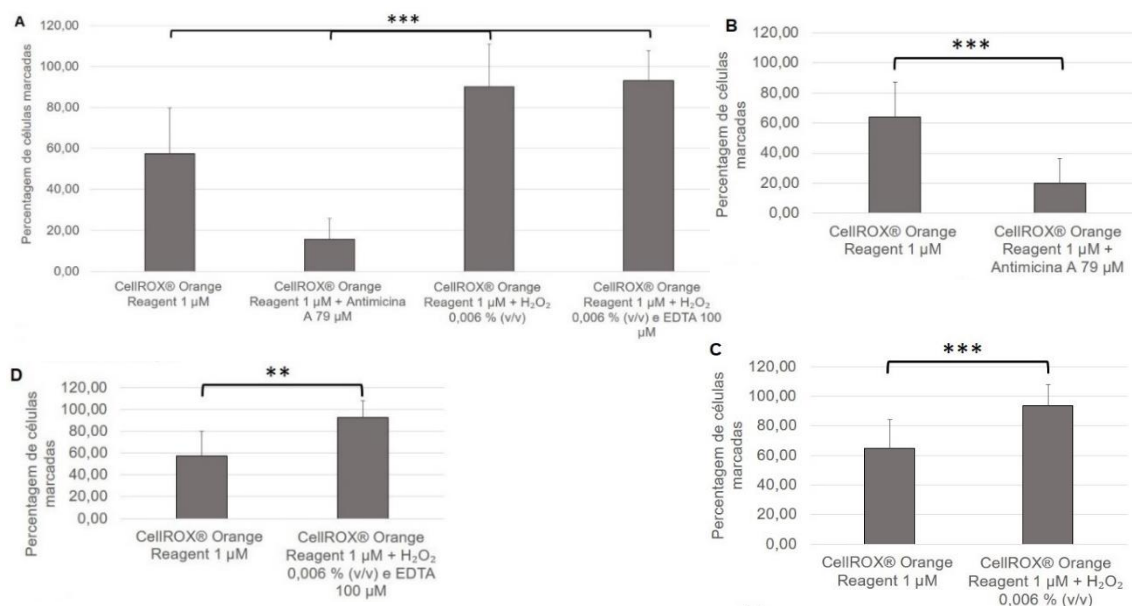 A
***
Percentagem de células marcadas
120,00
100,00
80,00
60,00
40,00
20,00
0,00
CellROX® Orange
Reagent 1 µM
CellROX® Orange
Reagent 1 µM + Antimicina
A 79 µM
CellROX® Orange
Reagent 1 µM + H₂O₂
0,006 % (v/v)
CellROX® Orange
Reagent 1 µM + H₂O₂
0,006 % (v/v) e EDTA 100
µM
B
***
Percentagem de células
marcadas
120,00
100,00
80,00
60,00
40,00
20,00
0,00
CellROX® Orange
Reagent 1 µM
CellROX® Orange
Reagent 1 µM +
Antimicina A 79 µM
D
**
Percentagem de células
marcadas
120,00
100,00
80,00
60,00
40,00
20,00
0,00
CellROX® Orange
Reagent 1 µM
CellROX® Orange
Reagent 1 µM + H₂O₂
0,006 % (v/v) e EDTA
100 µM
C
***
Percentagem de células
marcadas
120,00
100,00
80,00
60,00
40,00
20,00
0,00
CellROX® Orange
Reagent 1 µM
CellROX® Orange
Reagent 1 µM + H₂O₂
0,006 % (v/v)